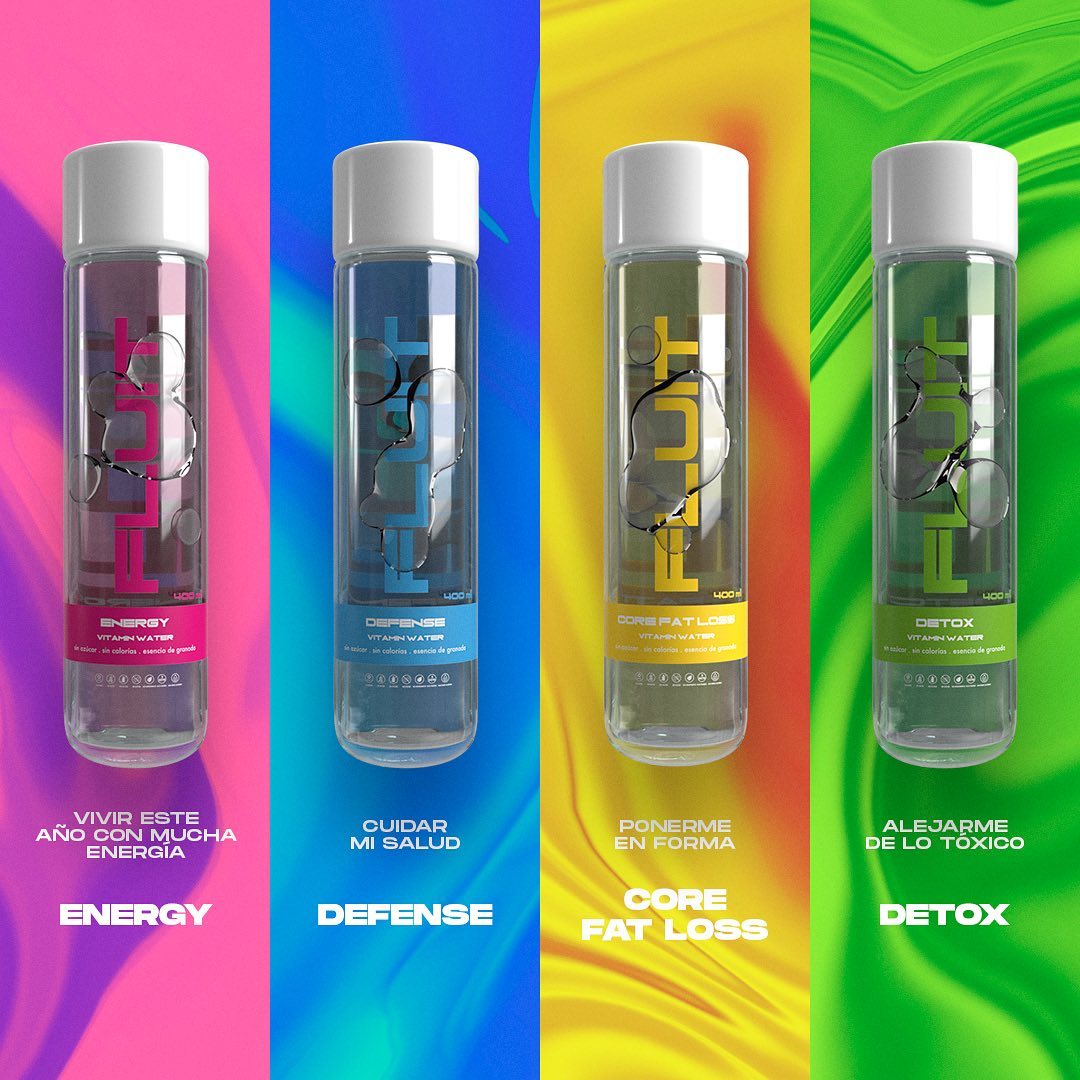 FLUIT
400 ml
ENERGY
VITAMIN WATER
sin azúcar . sin calorías . esencia de granada
VIVIR ESTE
AÑO CON MUCHA
ENERGÍA
ENERGY
FLUIT
400 ml
DEFENSE
VITAMIN WATER
sin azúcar . sin calorías . esencia de granada
CUIDAR
MI SALUD
DEFENSE
FLUIT
400 ml
CORE FAT LOSS
VITAMIN WATER
sin azúcar . sin calorías . esencia de granada
PONERME
EN FORMA
CORE
FAT LOSS
FLUIT
400 ml
DETOX
VITAMIN WATER
sin azúcar . sin calorías . esencia de granada
ALEJARME
DE LO TÓXICO
DETOX